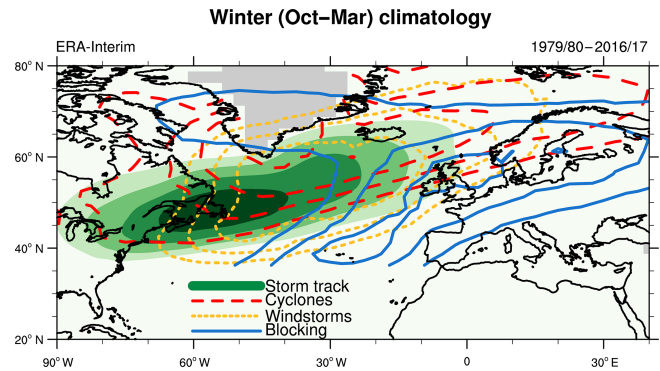 Winter (Oct–Mar) climatology
ERA-Interim 1979/80–2016/17
80° N
60° N
40° N
20° N
Storm track
Cyclones
Windstorms
Blocking
90° W 60° W 30° W 0 30° E